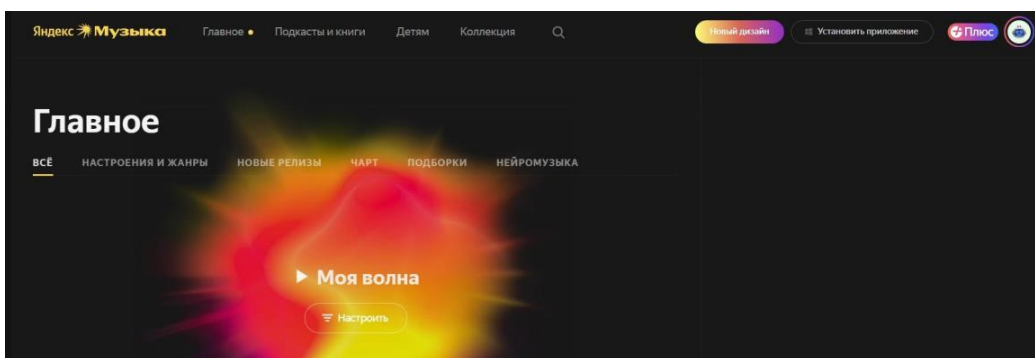 Яндекс Музыка Главное Подкасты и книги Детям Коллекция Новый дизайн Установить приложение Плюс
Главное
ВСЁ НАСТРОЕНИЯ И ЖАНРЫ НОВЫЕ РЕЛИЗЫ ЧАРТ ПОДБОРКИ НЕЙРОМУЗЫКА
Моя волна
Настроить